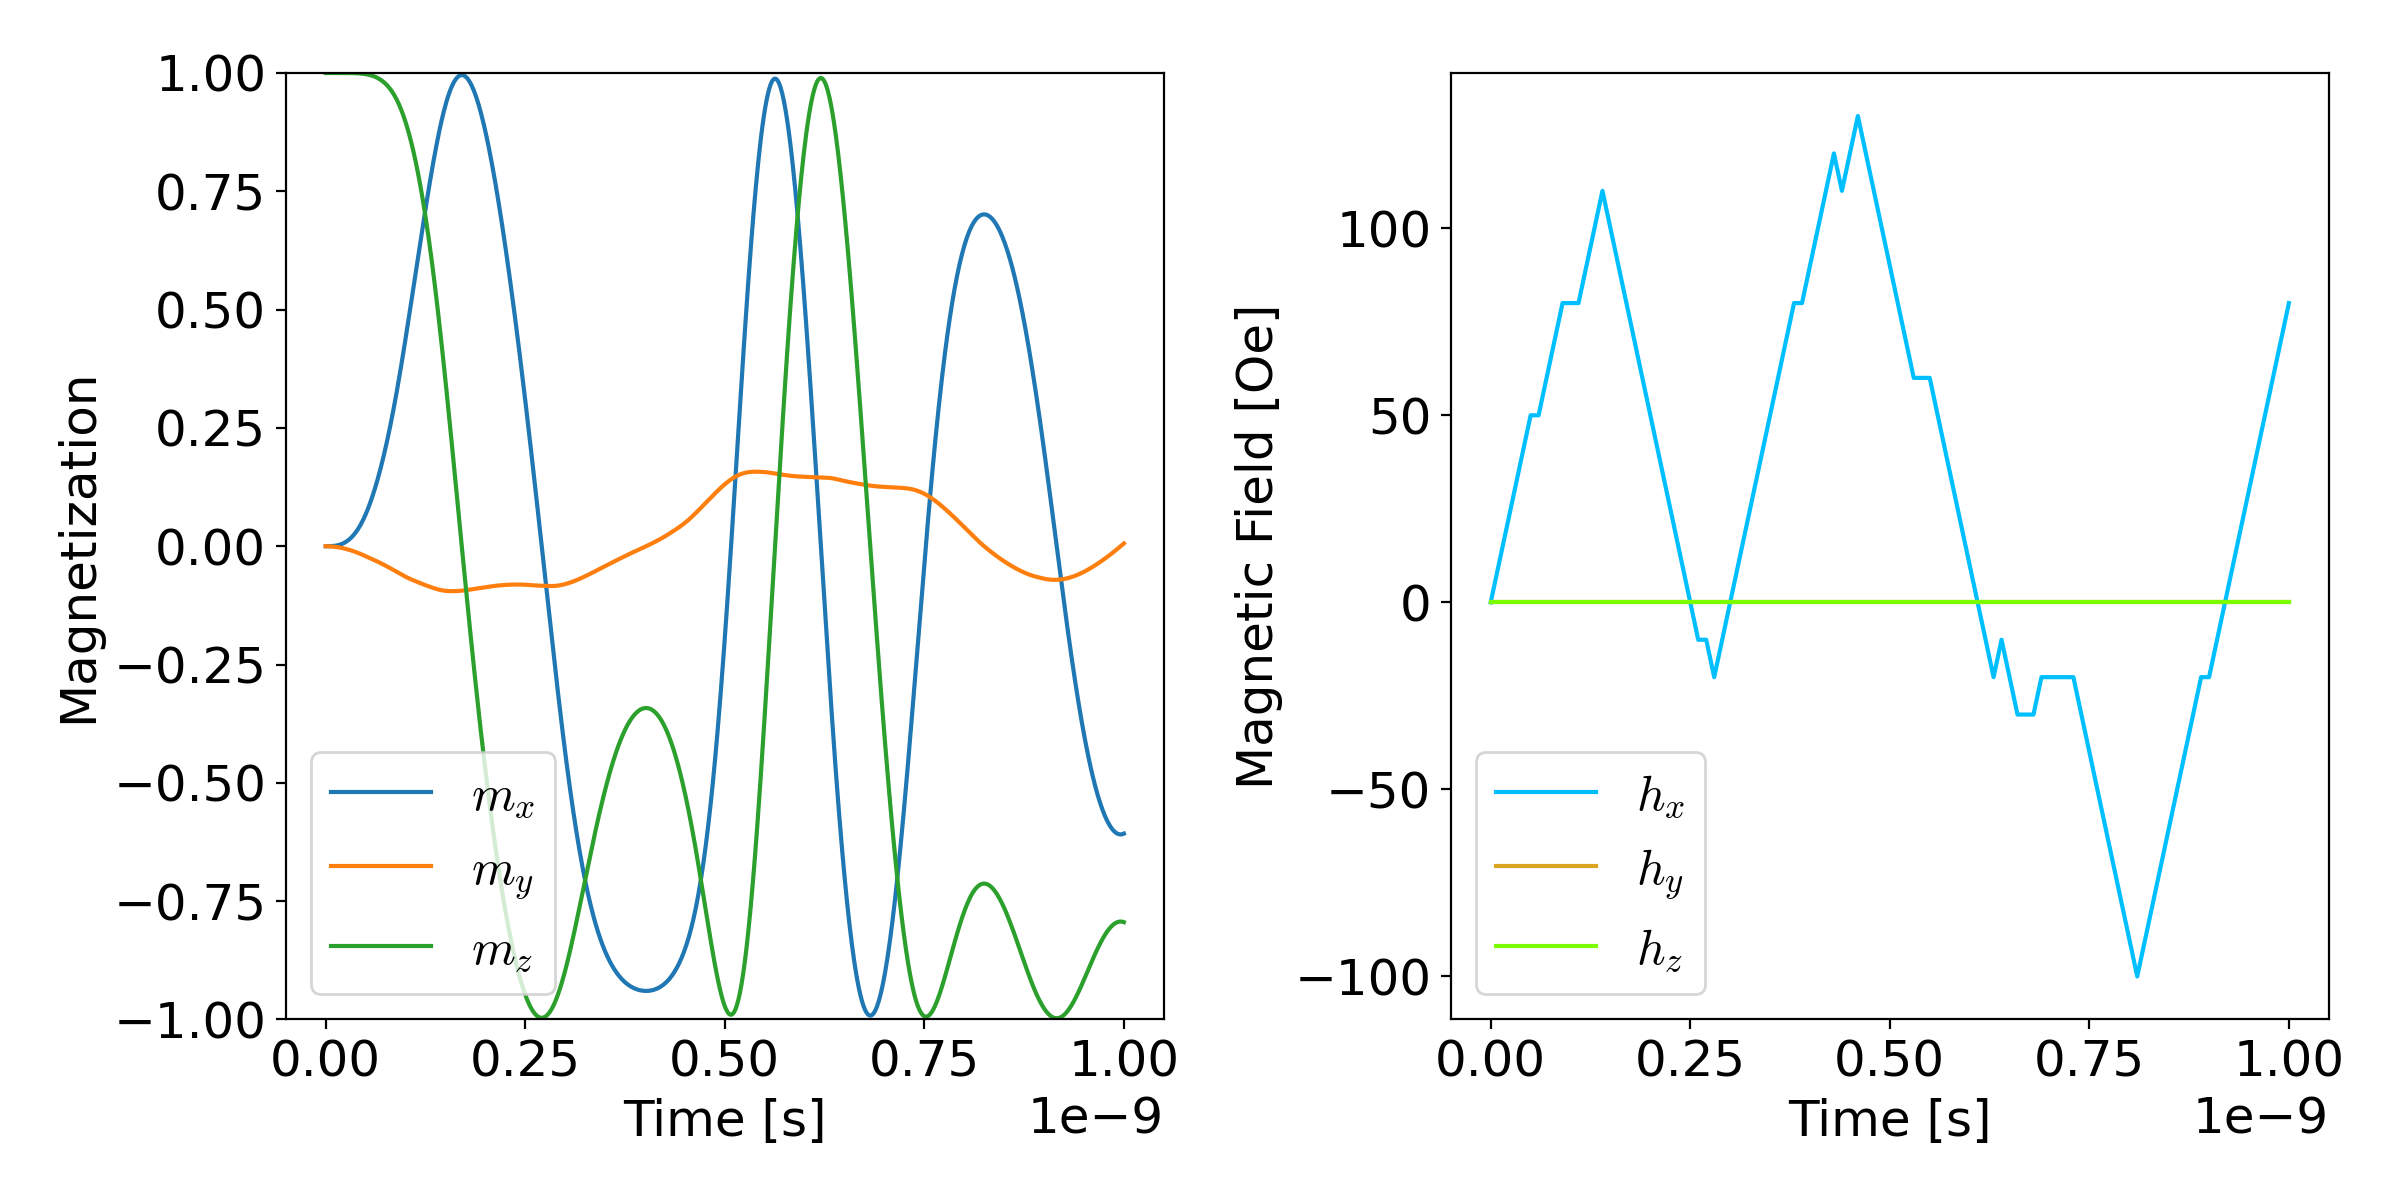 Magnetization
1.00
0.75
0.50
0.25
0.00
−0.25
−0.50
−0.75
−1.00
m_x
m_y
m_z
0.00 0.25 0.50 0.75 1.00
Time [s]
1e−9
Magnetic Field [Oe]
100
50
0
−50
−100
h_x
h_y
h_z
0.00 0.25 0.50 0.75 1.00
Time [s]
1e−9